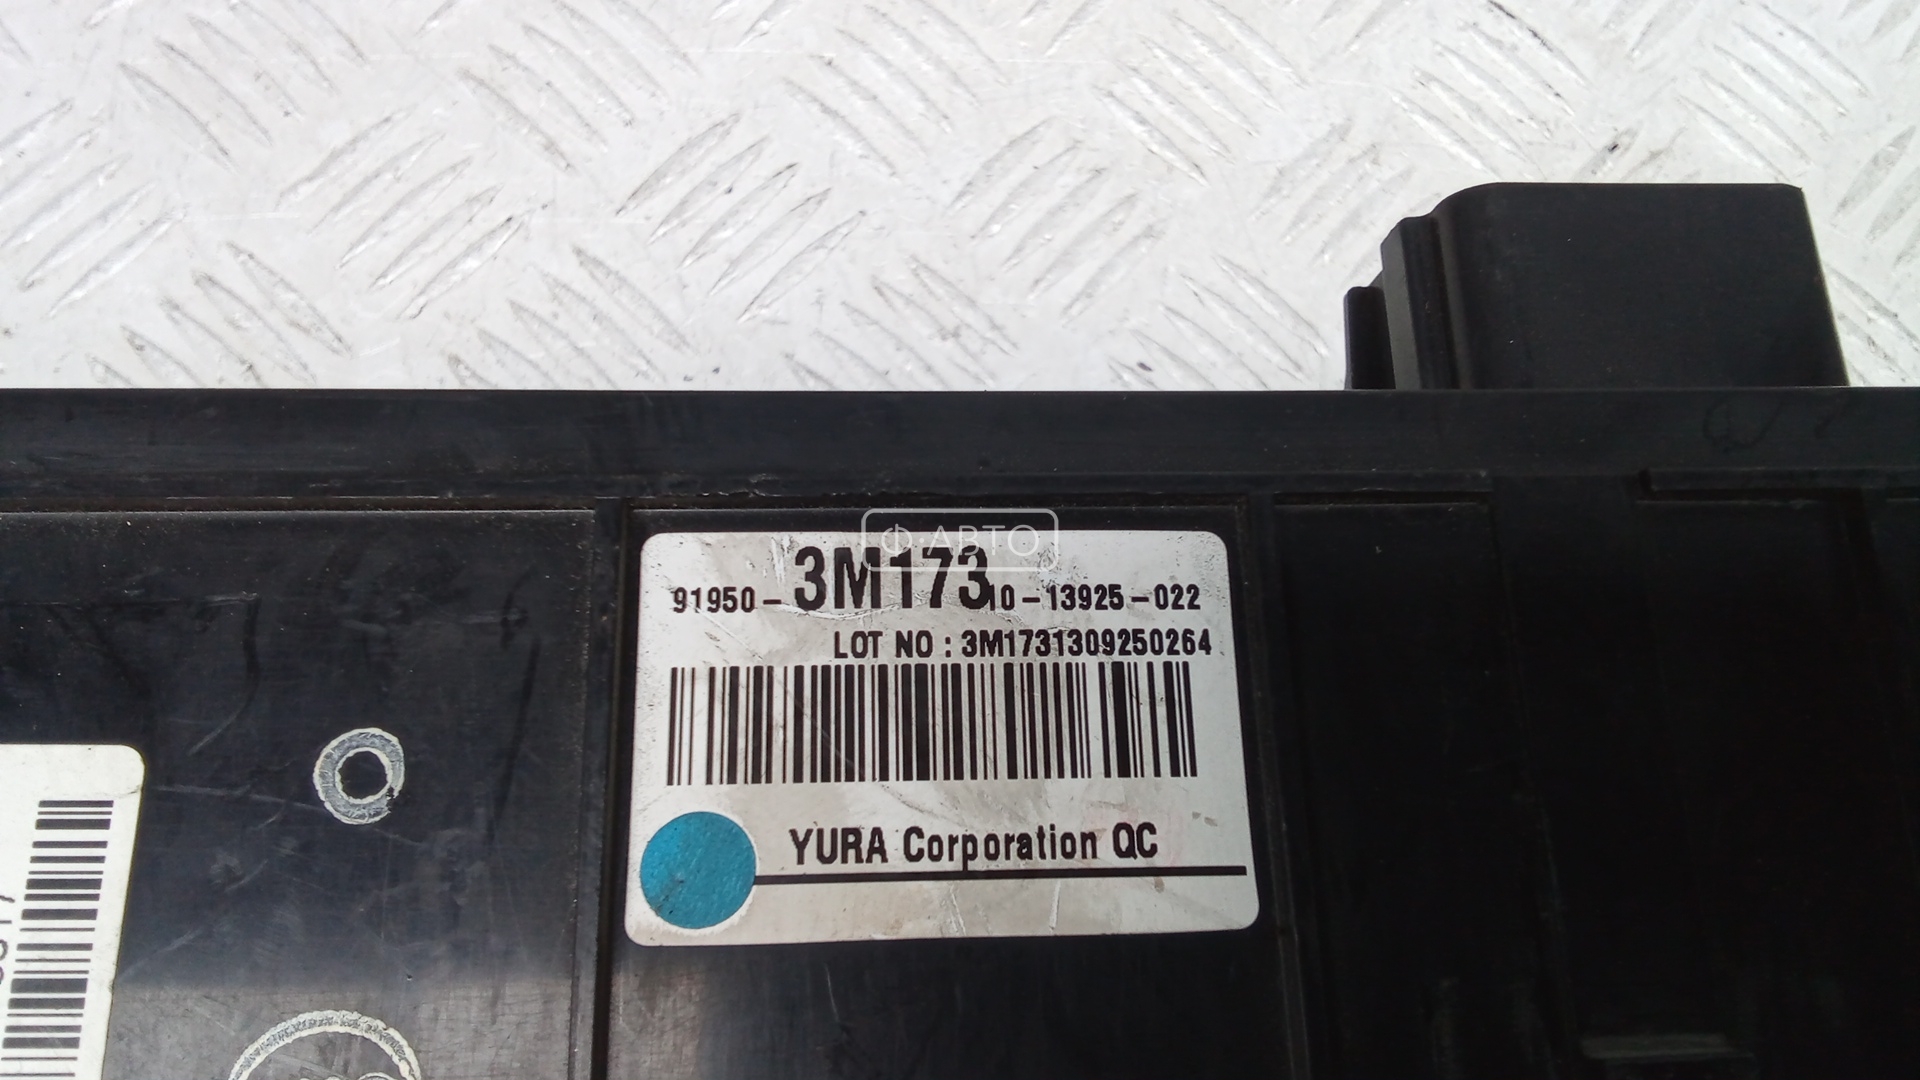 Ф·АВТО
91950-3M173 10-13925-022
LOT NO : 3M1731309250264
YURA Corporation QC